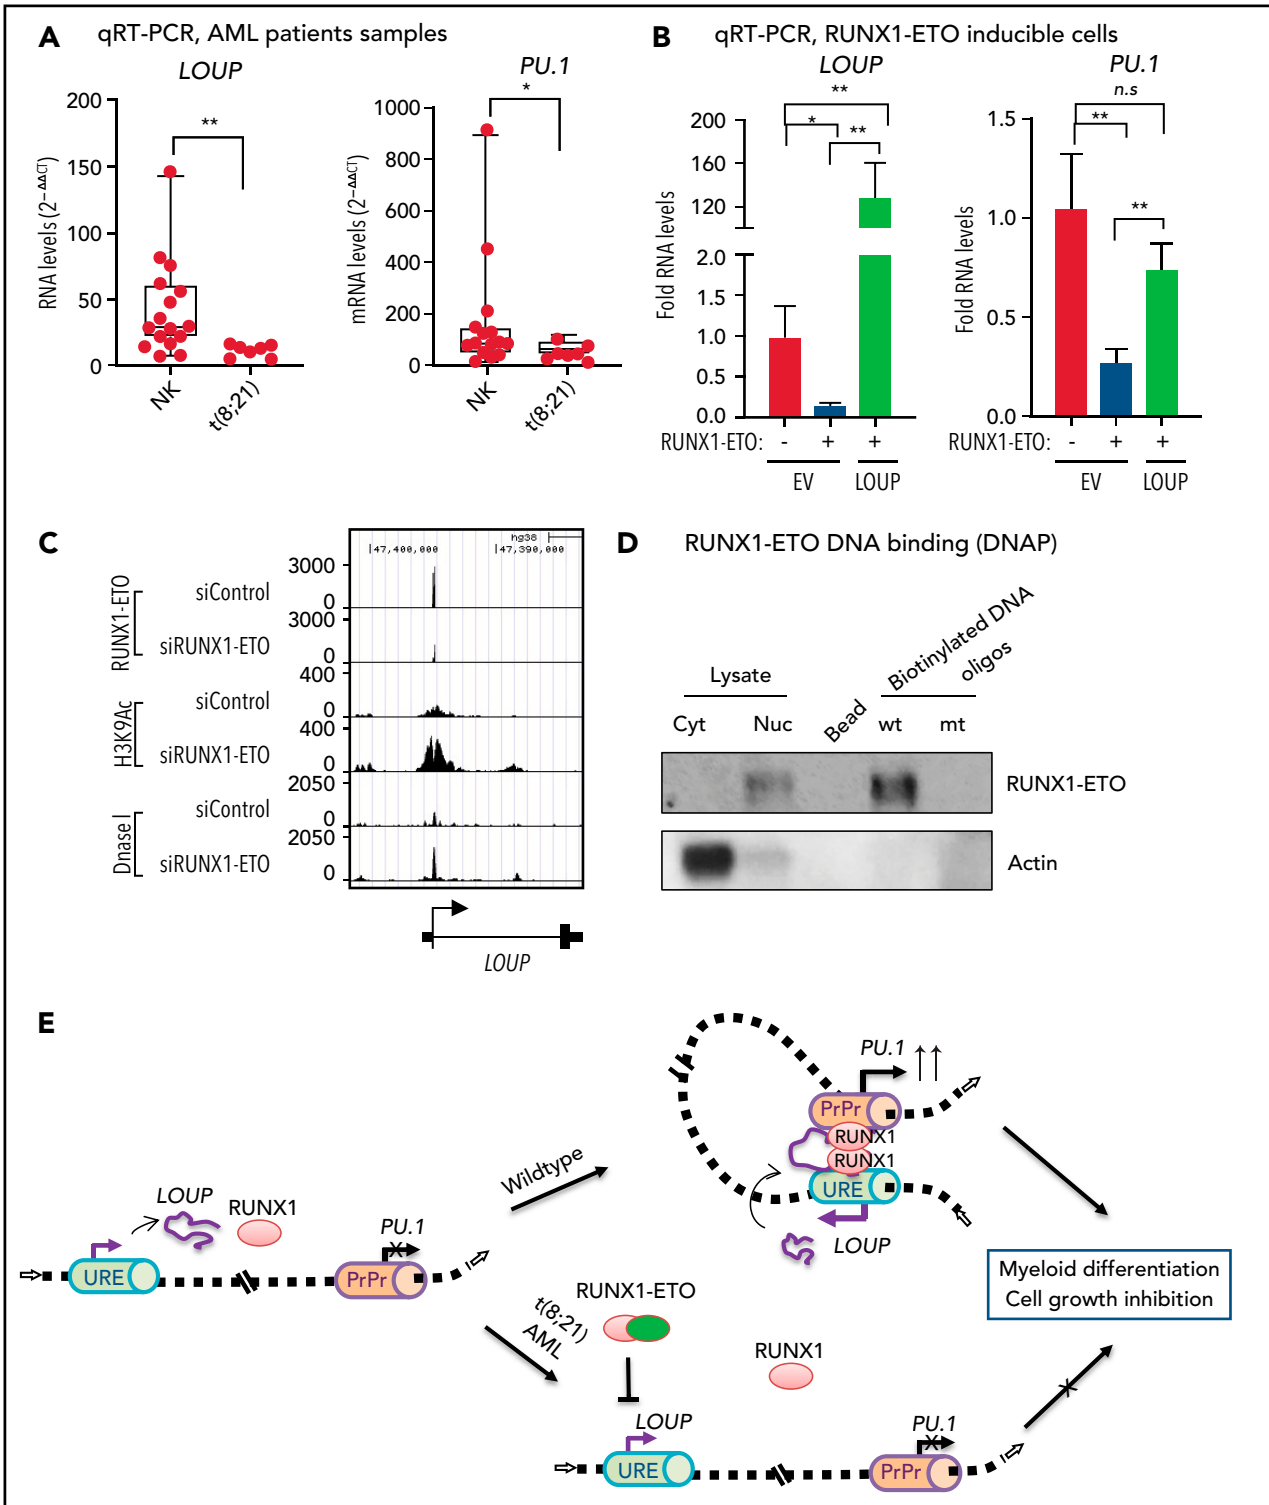 A qRT-PCR, AML patients samples
LOUP
PU.1
**
*
RNA levels (2-ΔΔCT)
200
150
100
50
0
NK
t(8;21)
mRNA levels (2-ΔΔCT)
1000
800
600
400
200
0
NK
t(8;21)
B qRT-PCR, RUNX1-ETO inducible cells
LOUP
**
*
**
Fold RNA levels
200
160
120
2.0
1.5
1.0
0.5
0.0
RUNX1-ETO: - + +
EV LOUP
PU.1
n.s
**
**
Fold RNA levels
1.5
1.0
0.5
0.0
RUNX1-ETO: - + +
EV LOUP
C
hg38
|47,400,000 |47,390,000
RUNX1-ETO
siControl
3000
0
siRUNX1-ETO
3000
0
H3K9Ac
siControl
400
0
siRUNX1-ETO
400
0
Dnase I
siControl
2050
0
siRUNX1-ETO
2050
0
LOUP
D RUNX1-ETO DNA binding (DNAP)
Lysate
Biotinylated DNA
oligos
Cyt Nuc Bead wt mt
RUNX1-ETO
Actin
E
LOUP
RUNX1
PU.1
X
URE
PrPr
Wildtype
PU.1
PrPr
RUNX1
RUNX1
URE
LOUP
t(8;21)
AML
RUNX1-ETO
RUNX1
LOUP
URE
PU.1
X
PrPr
X
Myeloid differentiation
Cell growth inhibition